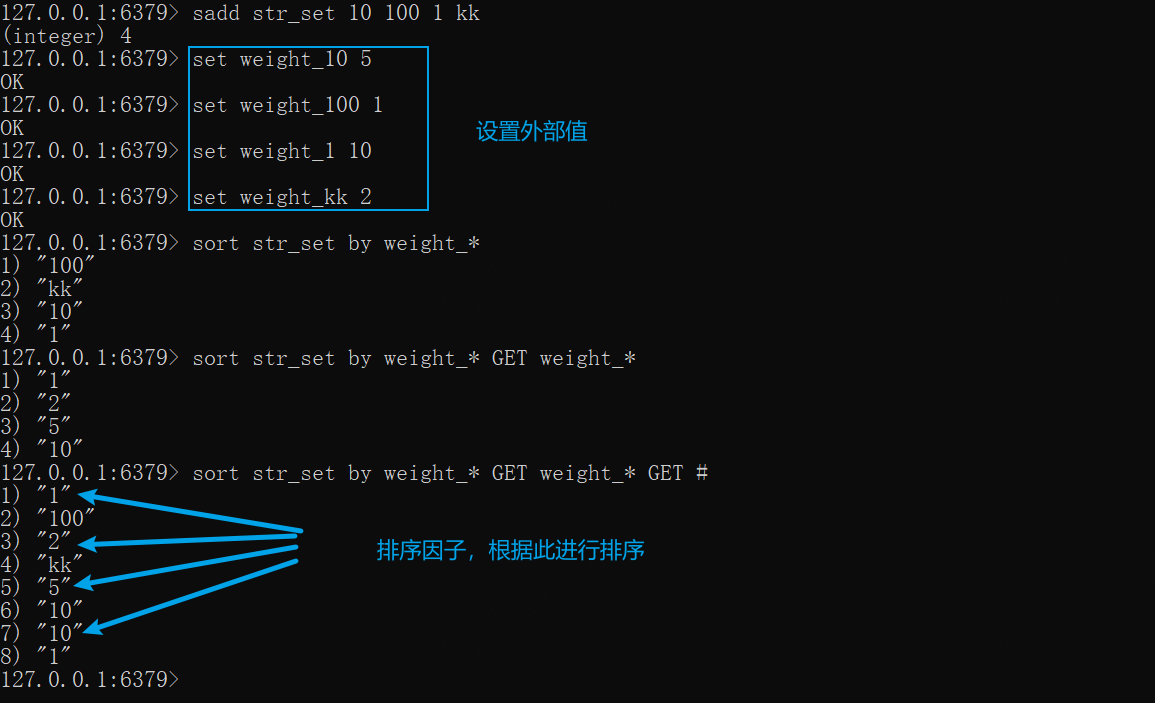 127.0.0.1:6379> sadd str_set 10 100 1 kk
(integer) 4
127.0.0.1:6379> set weight_10 5
OK
127.0.0.1:6379> set weight_100 1
设置外部值
OK
127.0.0.1:6379> set weight_1 10
OK
127.0.0.1:6379> set weight_kk 2
OK
127.0.0.1:6379> sort str_set by weight_*
1) "100"
2) "kk"
3) "10"
4) "1"
127.0.0.1:6379> sort str_set by weight_* GET weight_*
1) "1"
2) "2"
3) "5"
4) "10"
127.0.0.1:6379> sort str_set by weight_* GET weight_* GET #
1) "1"
2) "100"
3) "2"
排序因子，根据此进行排序
4) "kk"
5) "5"
6) "10"
7) "10"
8) "1"
127.0.0.1:6379>